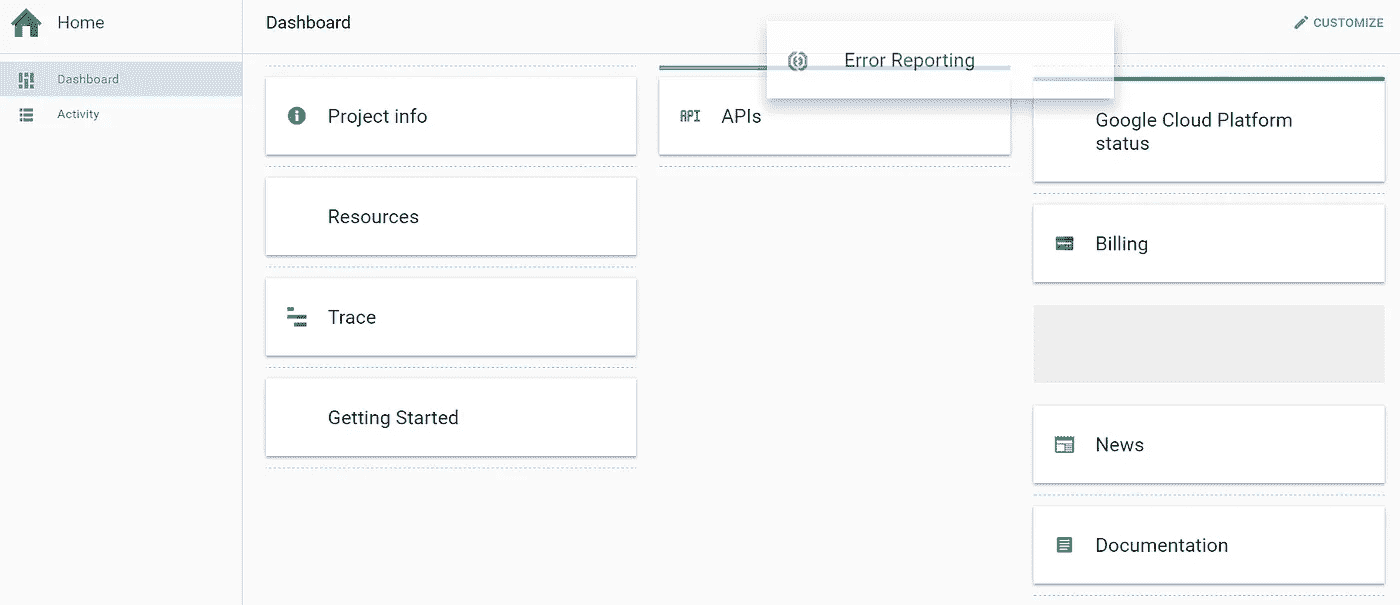 Home
Dashboard
CUSTOMIZE
Dashboard
Activity
Error Reporting
Project info
API
APIs
Google Cloud Platform
status
Resources
Billing
Trace
Getting Started
News
Documentation